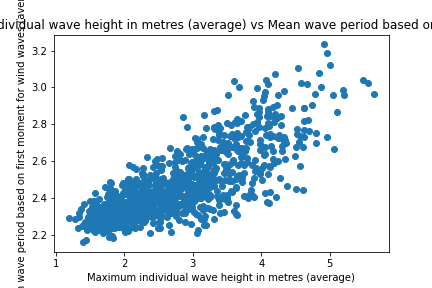 dividual wave height in metres (average) vs Mean wave period based on
wave period based on first moment for wind waves
3.2
3.0
2.8
2.6
2.4
2.2
1 2 3 4 5
Maximum individual wave height in metres (average)